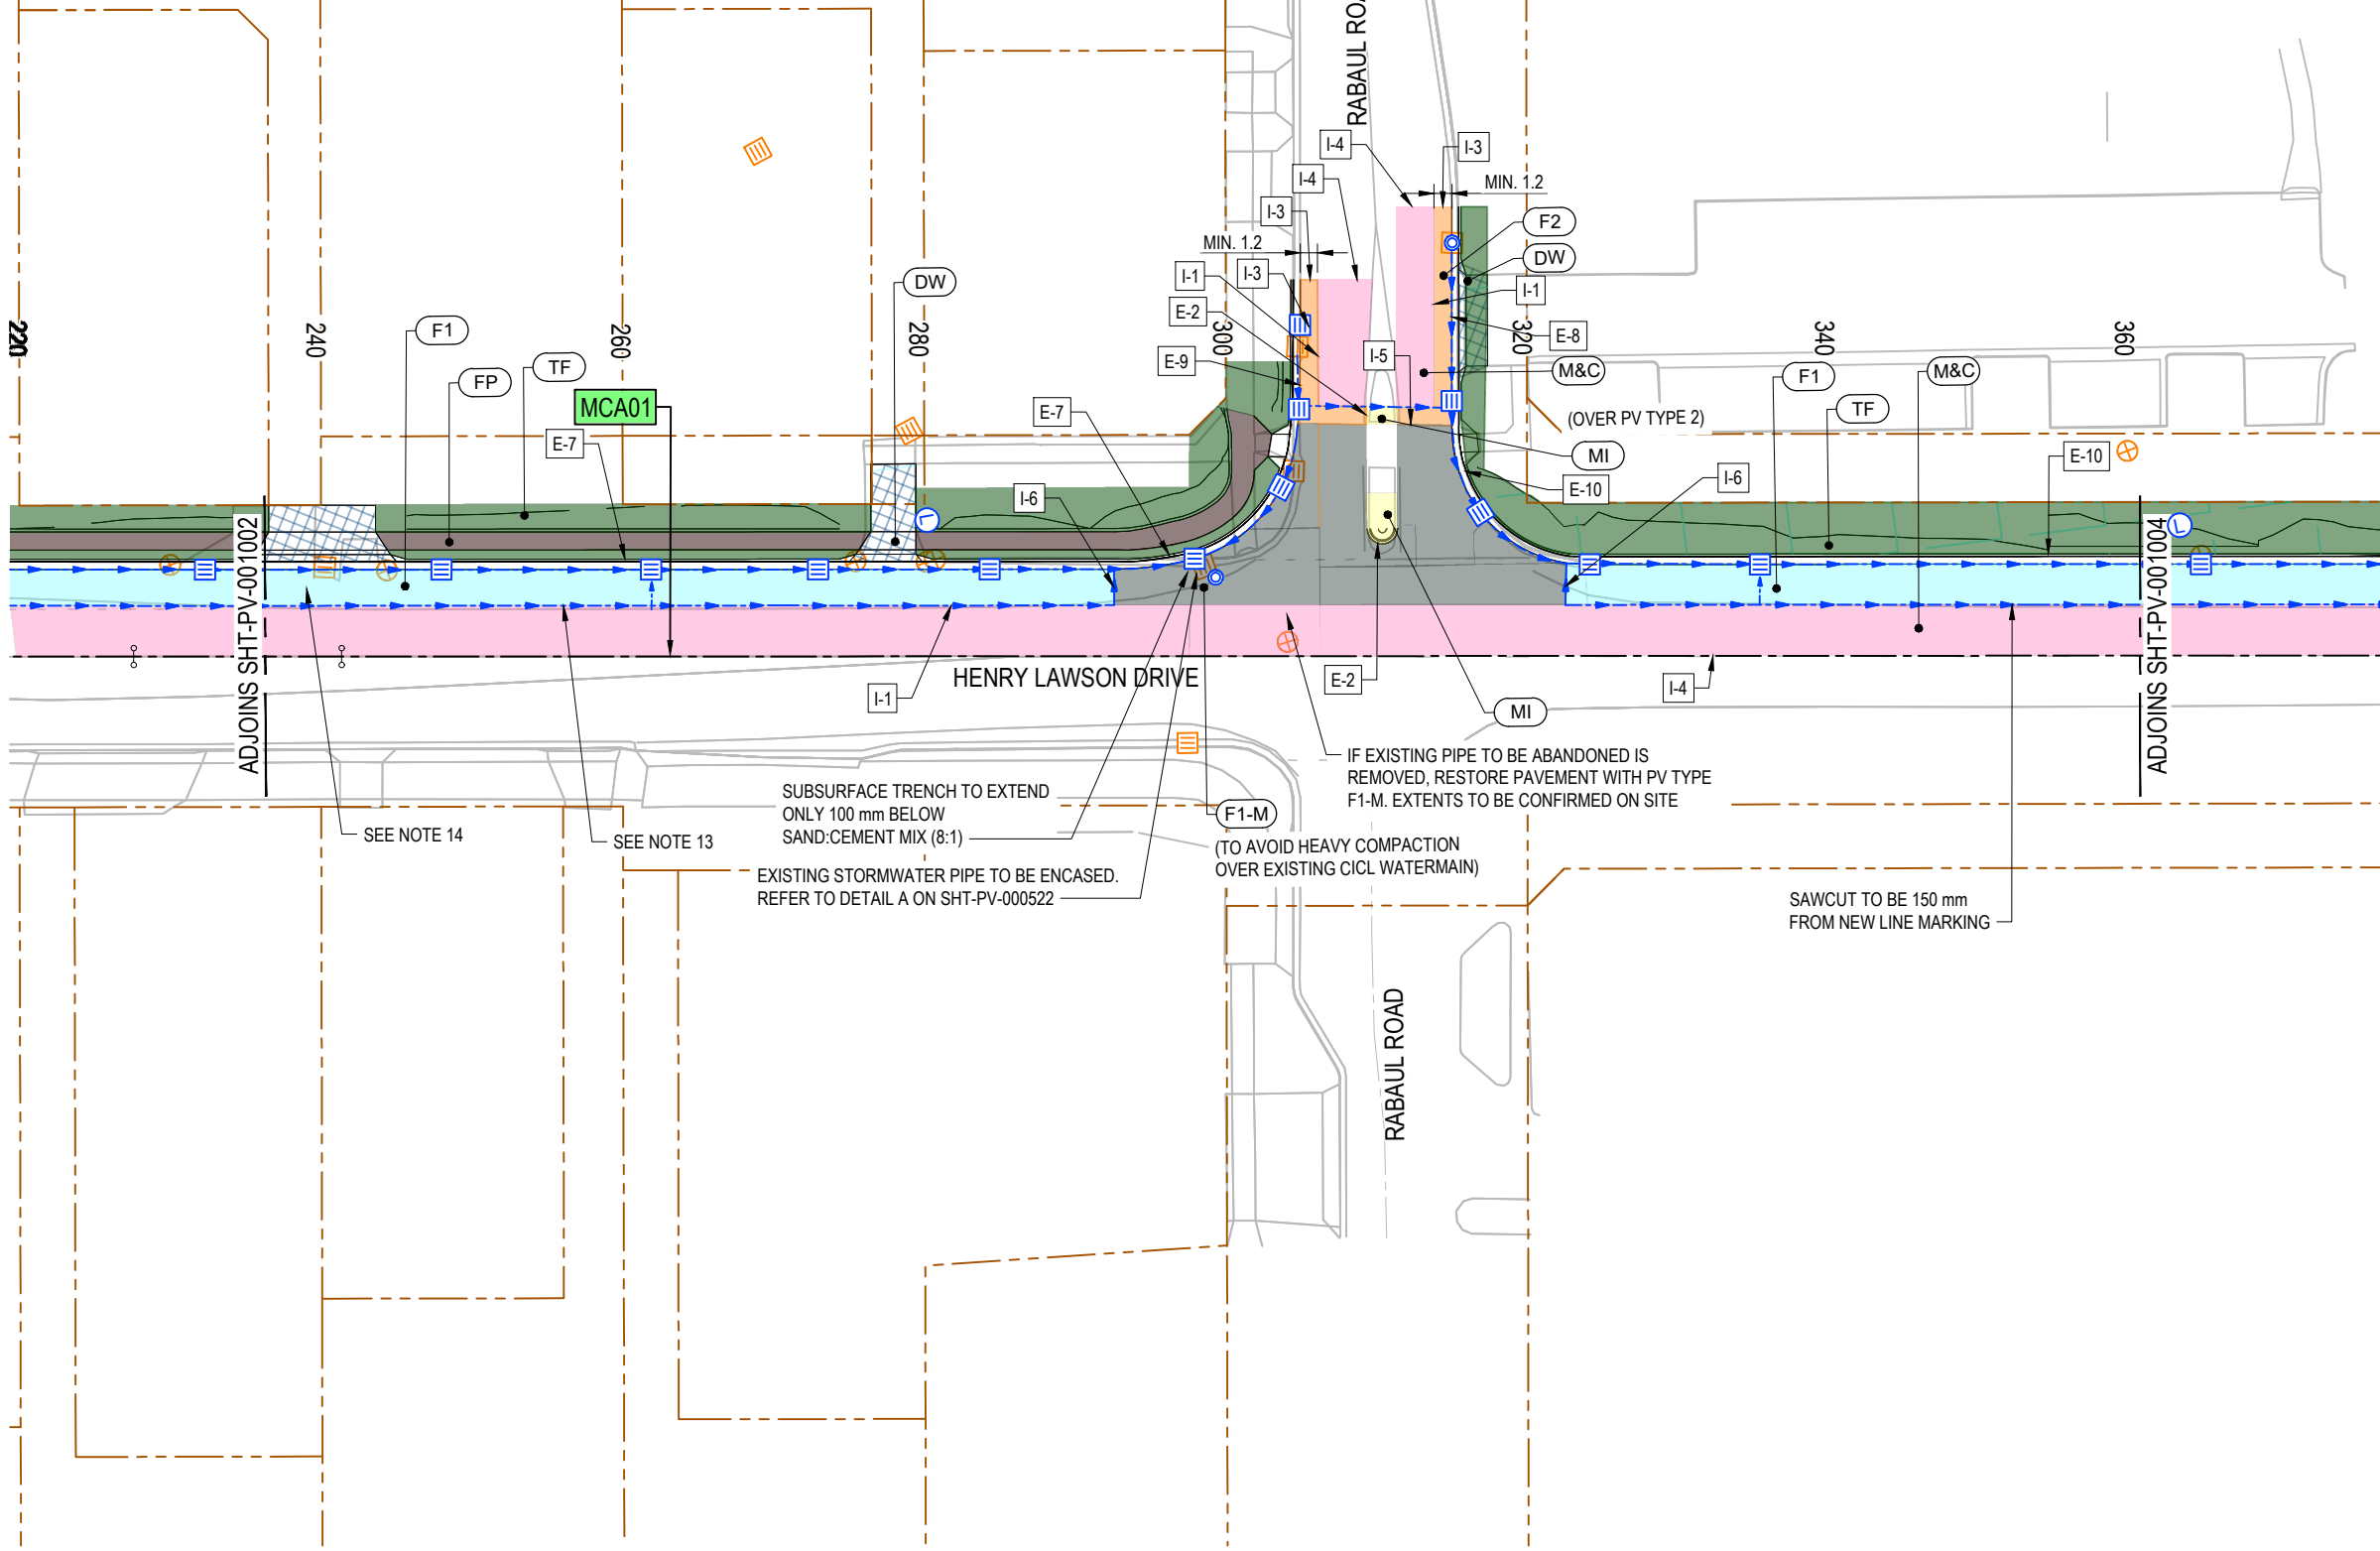 RABAUL ROA
I-4
I-3
I-4
MIN. 1.2
I-3
F2
MIN. 1.2
DW
I-1
I-3
DW
I-1
E-2
220
240
F1
260
280
300
E-8
320
340
360
I-5
E-9
M&C
FP
TF
F1
M&C
MCA01
E-7
TF
(OVER PV TYPE 2)
E-7
MI
E-10
E-10
I-6
I-6
L
L
ADJOINS SHT-PV-001002
ADJOINS SHT-PV-001004
HENRY LAWSON DRIVE
I-1
E-2
I-4
MI
IF EXISTING PIPE TO BE ABANDONED IS
REMOVED, RESTORE PAVEMENT WITH PV TYPE
F1-M. EXTENTS TO BE CONFIRMED ON SITE
SUBSURFACE TRENCH TO EXTEND
ONLY 100 mm BELOW
SAND:CEMENT MIX (8:1)
F1-M
SEE NOTE 14
SEE NOTE 13
(TO AVOID HEAVY COMPACTION
OVER EXISTING CICL WATERMAIN)
EXISTING STORMWATER PIPE TO BE ENCASED.
REFER TO DETAIL A ON SHT-PV-000522
SAWCUT TO BE 150 mm
FROM NEW LINE MARKING
RABAUL ROAD